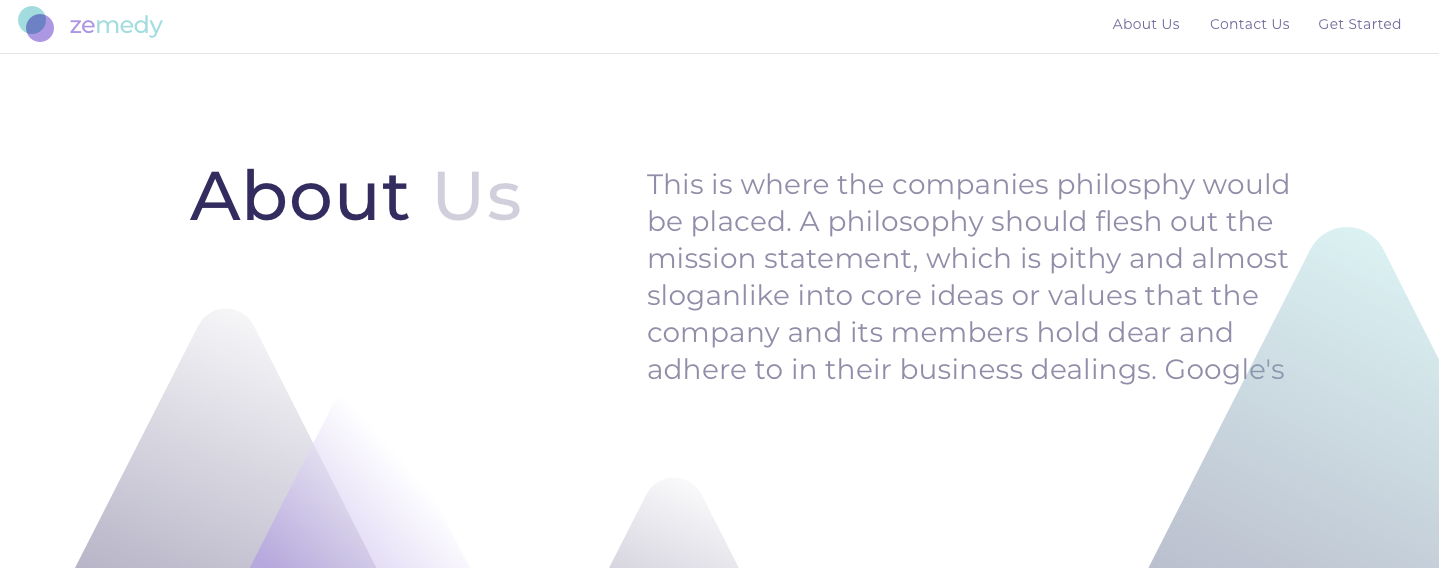 zemedy
About Us
Contact Us
Get Started
About Us
This is where the companies philosphy would
be placed. A philosophy should flesh out the
mission statement, which is pithy and almost
sloganlike into core ideas or values that the
company and its members hold dear and
adhere to in their business dealings. Google's